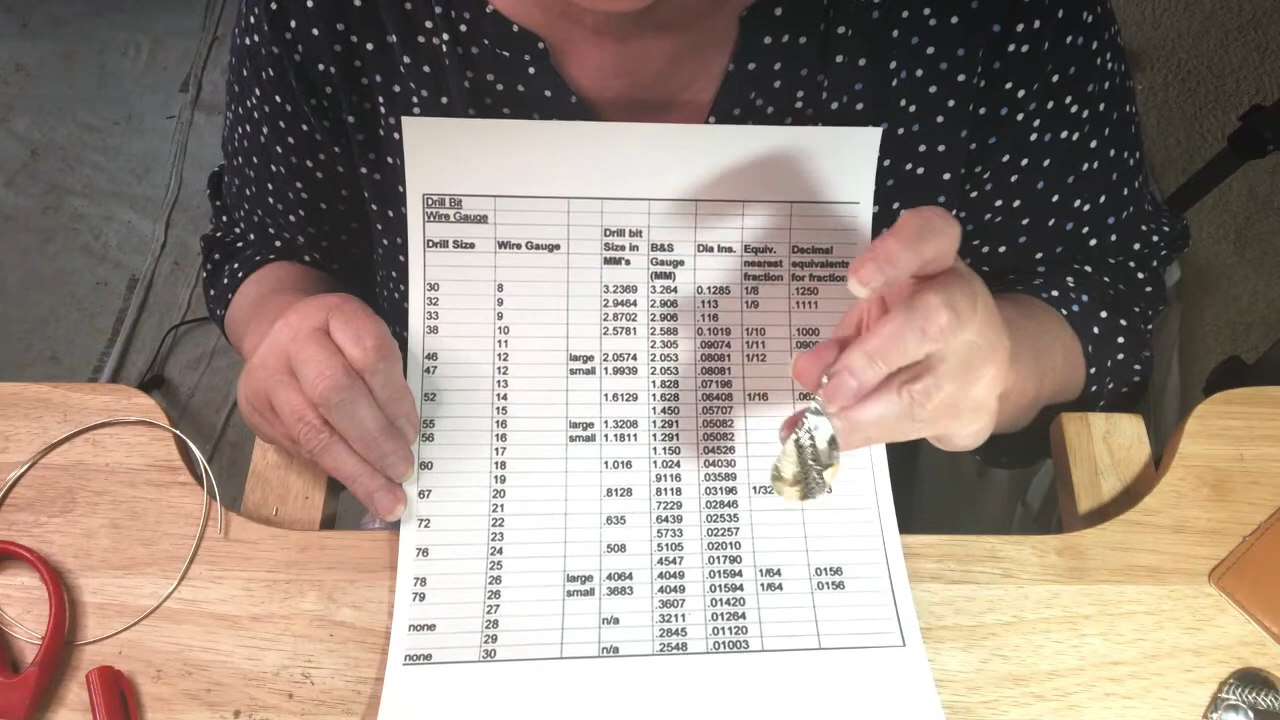 Drill Bit
Wire Gauge
Drill Size Wire Gauge Drill bit Size in MM's B&S Gauge (MM) Dia Ins. Equiv. nearest fraction Decimal equivalents for fraction
30 8 3.2369 3.264 0.1285 1/8 .1250
32 9 2.9464 2.906 .113 1/9 .1111
33 9 2.8702 2.906 .116
38 10 2.5781 2.588 0.1019 1/10 .1000
11 2.305 .09074 1/11
46 12 large 2.0574 2.053 .08081 1/12
47 12 small 1.9939 2.053 .08081
13 1.828 .07196
52 14 1.6129 1.628 .06408 1/16
15 1.450 .05707
55 16 large 1.3208 1.291 .05082
56 16 small 1.1811 1.291 .05082
17 1.150 .04526
60 18 1.016 1.024 .04030
19 .9116 .03589
67 20 .8128 .8118 .03196 1/32
21 .7229 .02846
72 22 .635 .6439 .02535
23 .5733 .02257
76 24 .508 .5105 .02010
25 .4547 .01790
78 26 large .4064 .4049 .01594 1/64 .0156
79 26 small .3683 .4049 .01594 1/64 .0156
27 .3607 .01420
none 28 n/a .3211 .01264
29 .2845 .01120
none 30 n/a .2548 .01003